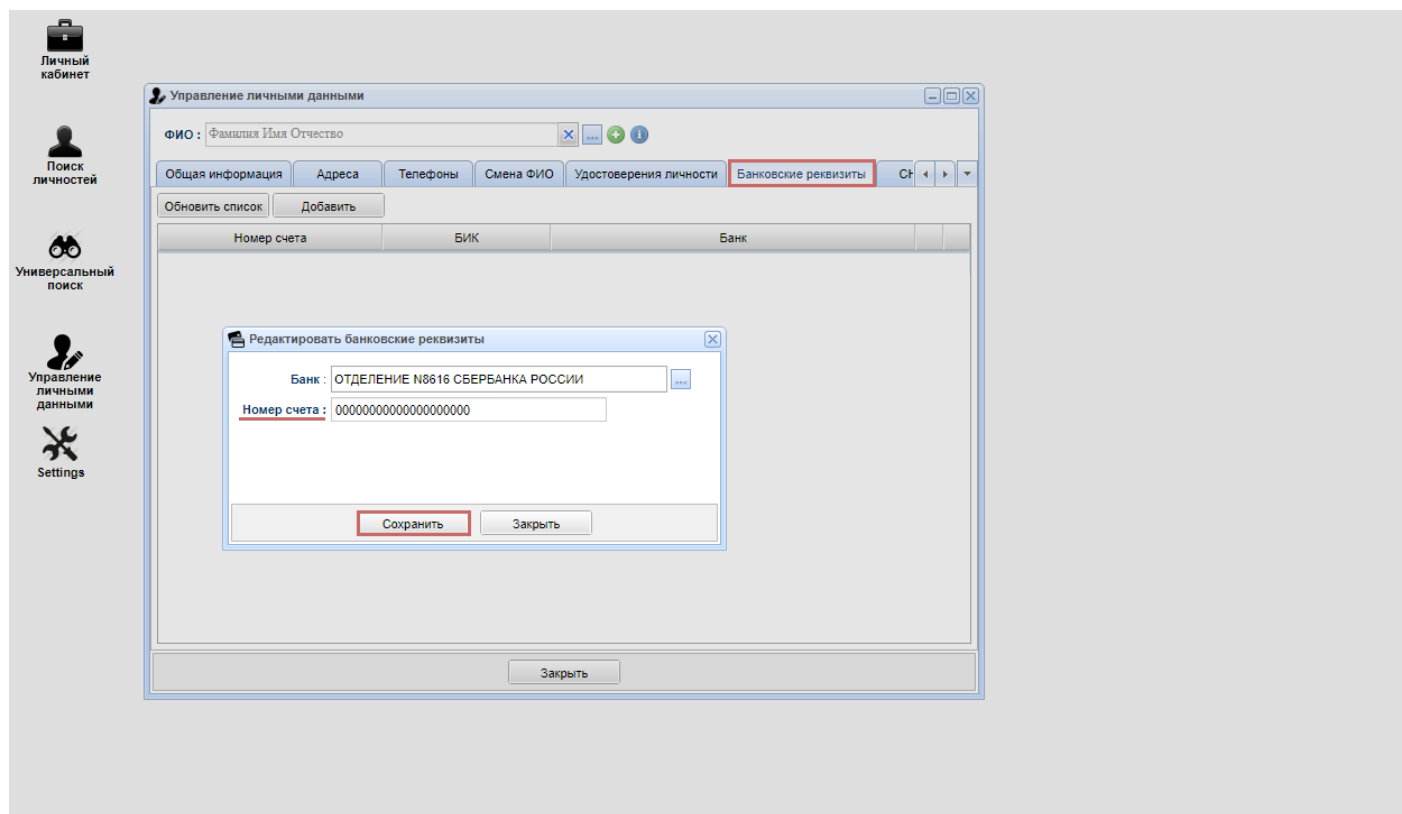 Личный
кабинет
Поиск
личностей
Универсальный
поиск
Управление
личными
данными
Settings
Управление личными данными
ФИО : Фамилия Имя Отчество
Общая информация Адреса Телефоны Смена ФИО Удостоверения личности Банковские реквизиты
Обновить список Добавить
Номер счета БИК Банк
Редактировать банковские реквизиты
Банк : ОТДЕЛЕНИЕ N8616 СБЕРБАНКА РОССИИ ...
Номер счета : 00000000000000000000
Сохранить Закрыть
Закрыть